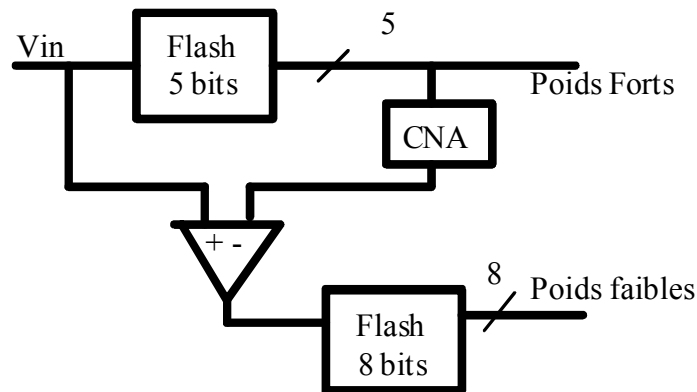 5
Vin
Flash
5 bits
Poids Forts
CNA
+ -
8
Poids faibles
Flash
8 bits